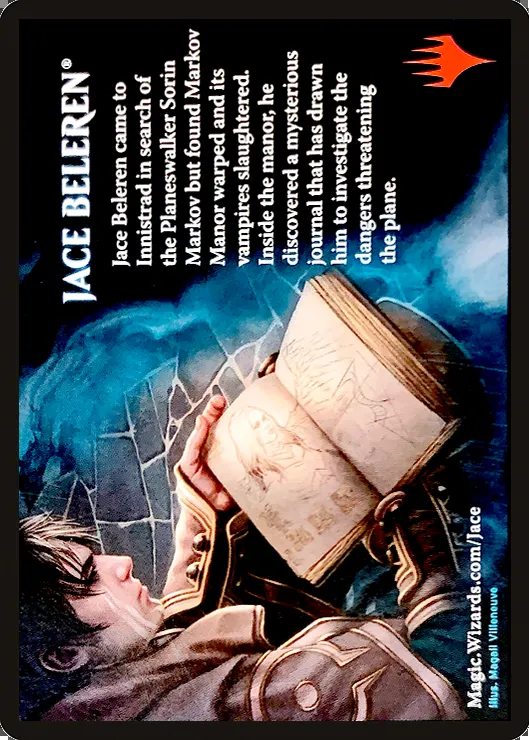 JACE BELEREN®
Jace Beleren came to
Innistrad in search of
the Planeswalker Sorin
Markov but found Markov
Manor warped and its
vampires slaughtered.
Inside the manor, he
discovered a mysterious
journal that has drawn
him to investigate the
dangers threatening
the plane.
Magic.Wizards.com/Jace
Illus. Magali Villeneuve